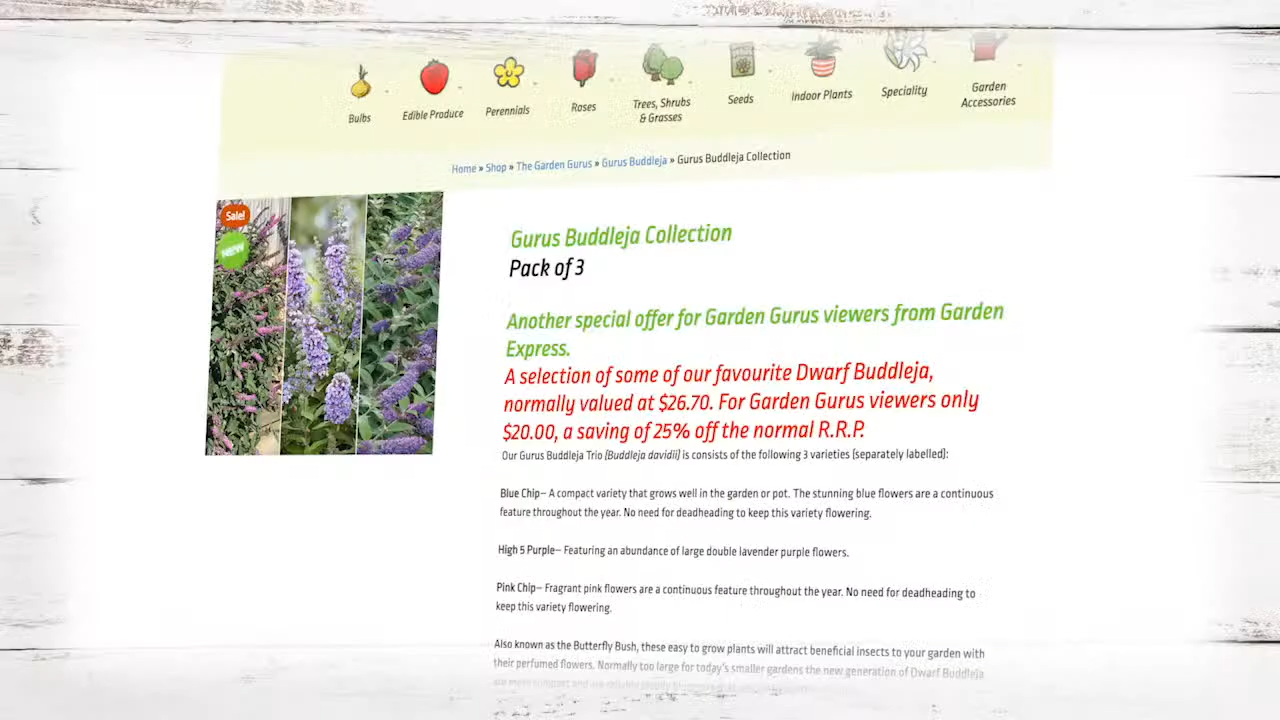 Bulbs
Edible Produce
Perennials
Roses
Trees, Shrubs
& Grasses
Seeds
Indoor Plants
Speciality
Garden
Accessories
Home » Shop » The Garden Gurus » Gurus Buddleja » Gurus Buddleja Collection
Sale!
NEW
Gurus Buddleja Collection
Pack of 3
Another special offer for Garden Gurus viewers from Garden
Express.
A selection of some of our favourite Dwarf Buddleja,
normally valued at $26.70. For Garden Gurus viewers only
$20.00, a saving of 25% off the normal R.R.P.
Our Gurus Buddleja Trio (Buddleja davidii) is consists of the following 3 varieties (separately labelled):
Blue Chip– A compact variety that grows well in the garden or pot. The stunning blue flowers are a continuous
feature throughout the year. No need for deadheading to keep this variety flowering.
High 5 Purple– Featuring an abundance of large double lavender purple flowers.
Pink Chip– Fragrant pink flowers are a continuous feature throughout the year. No need for deadheading to
keep this variety flowering.
Also known as the Butterfly Bush, these easy to grow plants will attract beneficial insects to your garden with
their perfumed flowers. Normally too large for today's smaller gardens the new generation of Dwarf Buddleja
are more compact and are